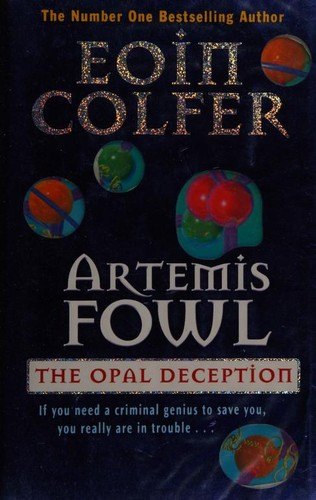 The Number One Bestselling Author
EOIN
COLFER
ARTEMIS
FOWL
THE OPAL DECEPTION
If you need a criminal genius to save you,
you really are in trouble . . .